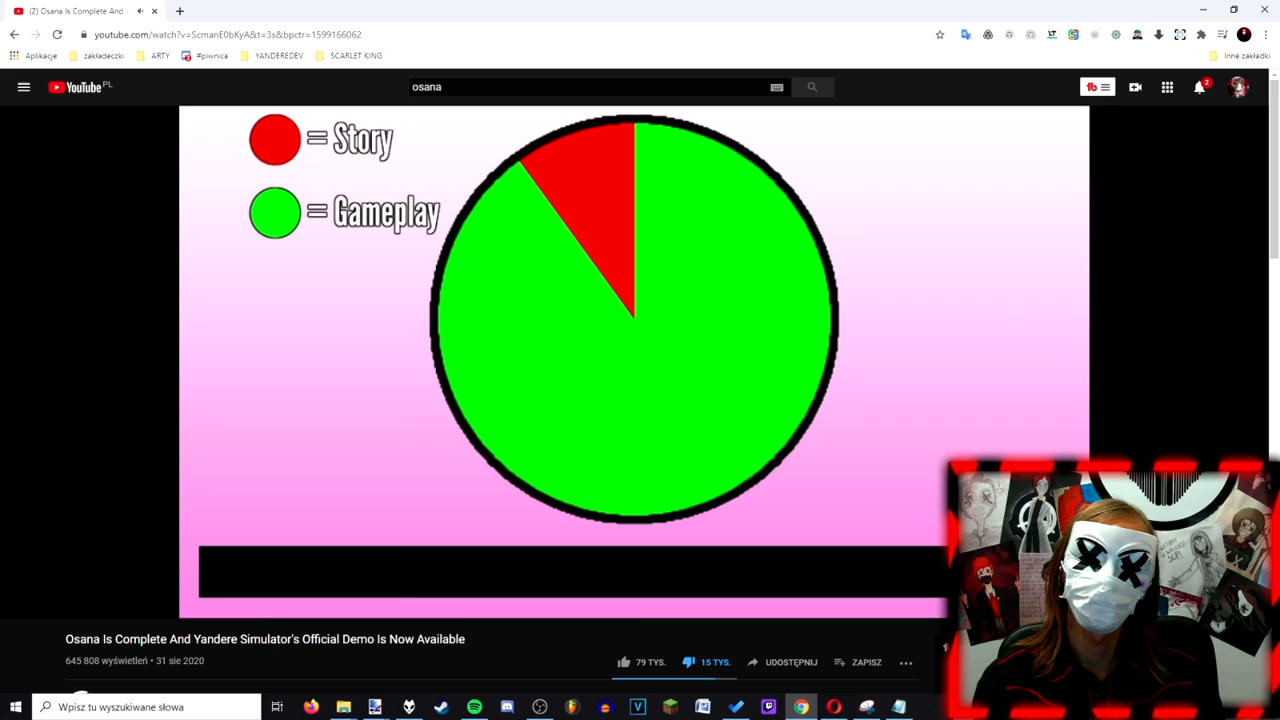 (2) Osana Is Complete And
youtube.com/watch?v=ScmanE0bKyA&t=3s&bpctr=1599166062
Aplikacje
zakładeczki
ARTY
#piwnica
YANDEREDEV
SCARLET KING
Inne zakładki
YouTube PL
osana
2
= Story
= Gameplay
Osana Is Complete And Yandere Simulator's Official Demo Is Now Available
645 808 wyświetleń • 31 sie 2020
79 TYS.
15 TYS.
UDOSTĘPNIJ
ZAPISZ
Wpisz tu wyszukiwane słowa